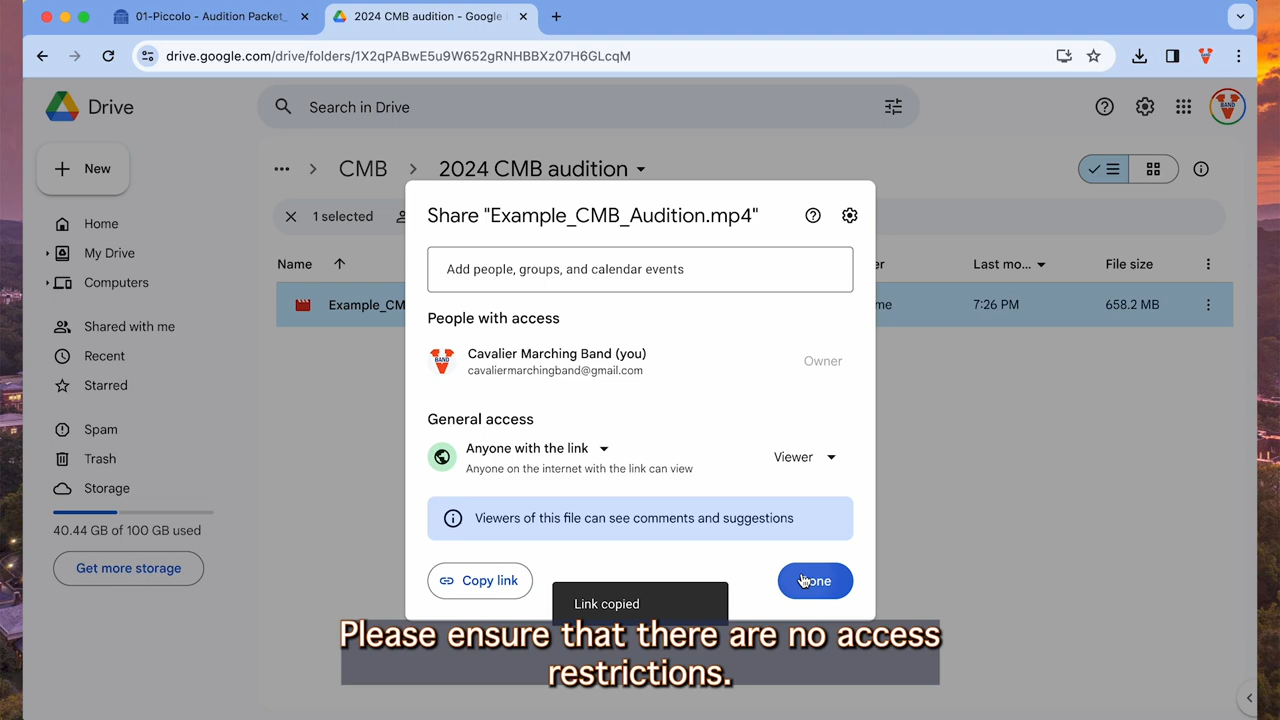 01-Piccolo - Audition Packet_
2024 CMB audition - Google
drive.google.com/drive/folders/1X2qPABwE5u9W652gRNHBBXz07H6GLcqM
Drive
Search in Drive
BAND
New
... > CMB > 2024 CMB audition
Home
1 selected
Share "Example_CMB_Audition.mp4"
My Drive
Computers
Name
Add people, groups, and calendar events
er
Last mo...
File size
Example_CM
me
7:26 PM
658.2 MB
Shared with me
People with access
Recent
BAND
Cavalier Marching Band (you)
cavaliermarchingband@gmail.com
Owner
Starred
General access
Spam
Anyone with the link
Viewer
Trash
Anyone on the internet with the link can view
Storage
Viewers of this file can see comments and suggestions
40.44 GB of 100 GB used
Get more storage
Copy link
one
Link copied
Please ensure that there are no access
restrictions.